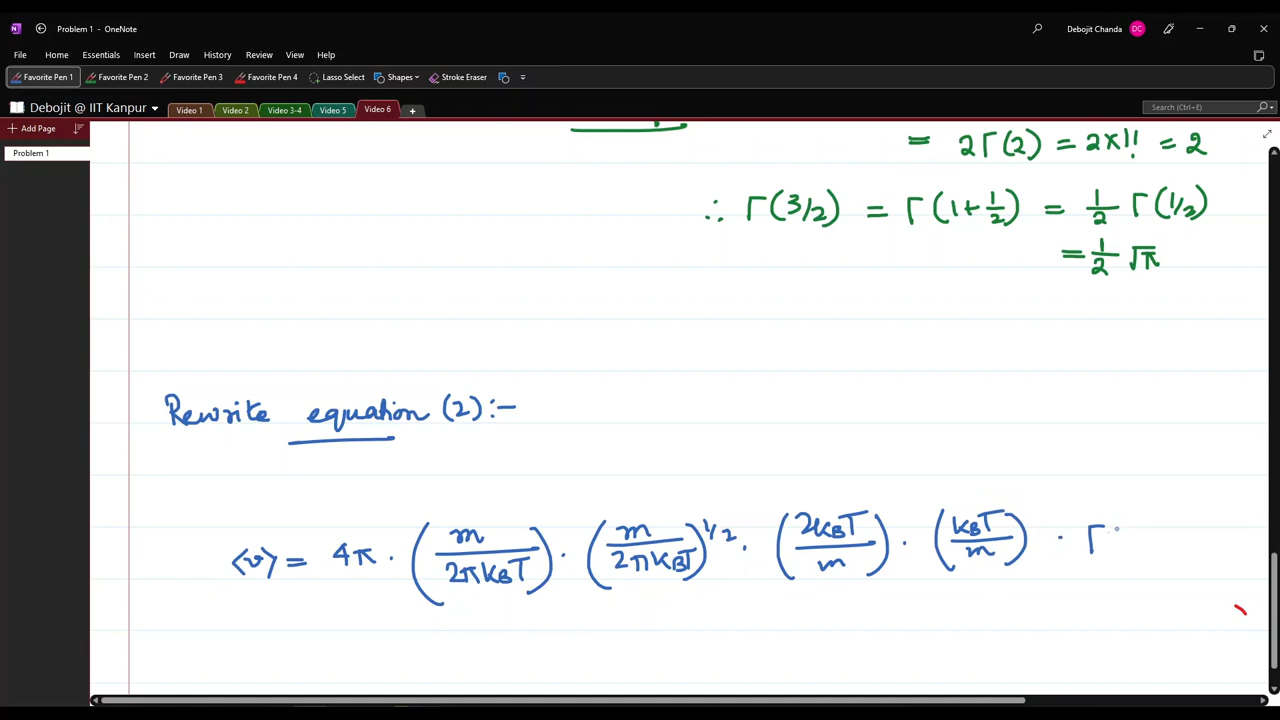 Problem 1 - OneNote
Debojit Chanda DC
File Home Essentials Insert Draw History Review View Help
Favorite Pen 1 Favorite Pen 2 Favorite Pen 3 Favorite Pen 4 Lasso Select Shapes Stroke Eraser
Debojit @ IIT Kanpur Video 1 Video 2 Video 3-4 Video 5 Video 6 + Search (Ctrl+E)
+ Add Page
Problem 1
= 2Γ(2) = 2×1! = 2
∴ Γ(3/2) = Γ(1+1/2) = 1/2 Γ(1/2)
= 1/2 √π
Rewrite equation (2):-
<v> = 4π · (m/2πkBT) · (m/2πkBT)^1/2 · (2kBT/m) · (kBT/m) · Γ